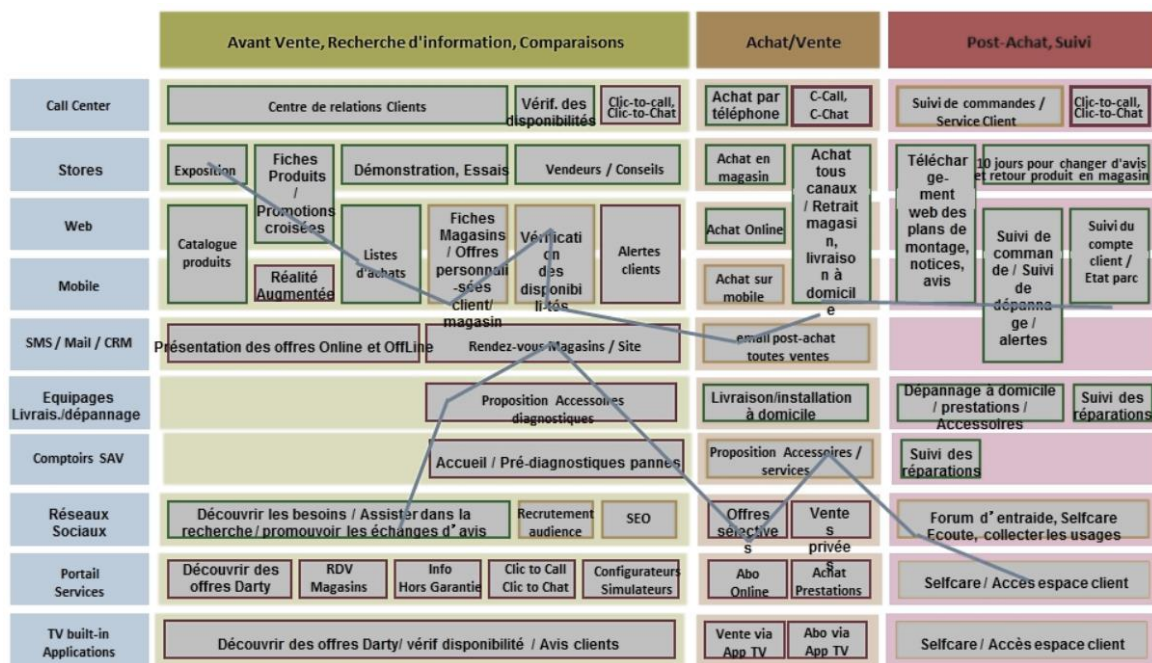 Avant Vente, Recherche d'information, Comparaisons
Achat/Vente
Post-Achat, Suivi
Call Center
Centre de relations Clients
Vérif. des
disponibilités
Clic-to-call,
Clic-to-Chat
Achat par
téléphone
C-Call,
C-Chat
Suivi de commandes /
Service Client
Clic-to-call,
Clic-to-Chat
Stores
Exposition
Fiches
Produits
/
Promotions
croisées
Démonstration, Essais
Vendeurs / Conseils
Achat en
magasin
Achat
tous
canaux
/ Retrait
magasi
n,
livraiso
n à
domicil
e
Téléchar
ge-
ment
web des
plans de
montage,
notices,
avis
10 jours pour changer d'avis
et retour produit en magasin
Web
Catalogue
produits
Listes
d'achats
Fiches
Magasins
/ Offres
personnali
-sées
client/
magasin
Vérificati
on
des
disponibi
li-tés
Alertes
clients
Achat Online
Suivi de
comman
de / Suivi
de
dépanna
ge /
alertes
Suivi du
compte
client /
Etat parc
Mobile
Réalité
Augmentée
Achat sur
mobile
SMS / Mail / CRM
Présentation des offres Online et OffLine
Rendez-vous Magasins / Site
email post-achat
toutes ventes
Equipages
Livrais./dépannage
Proposition Accessoires
diagnostiques
Livraison/installation
à domicile
Dépannage à domicile
/ prestations /
Accessoires
Suivi des
réparations
Comptoirs SAV
Accueil / Pré-diagnostiques pannes
Proposition Accessoires /
services
Suivi des
réparations
Réseaux
Sociaux
Découvrir les besoins / Assister dans la
recherche / promouvoir les échanges d'avis
Recrutement
audience
SEO
Offres
sélective
s
Vente
s
privée
s
Forum d'entraide, Selfcare
Ecoute, collecter les usages
Portail
Services
Découvrir des
offres Darty
RDV
Magasins
Info
Hors Garantie
Clic to Call
Clic to Chat
Configurateurs
Simulateurs
Abo
Online
Achat
Prestations
Selfcare / Accès espace client
TV built-in
Applications
Découvrir des offres Darty/ vérif disponibilité / Avis clients
Vente via
App TV
Abo via
App TV
Selfcare / Accès espace client